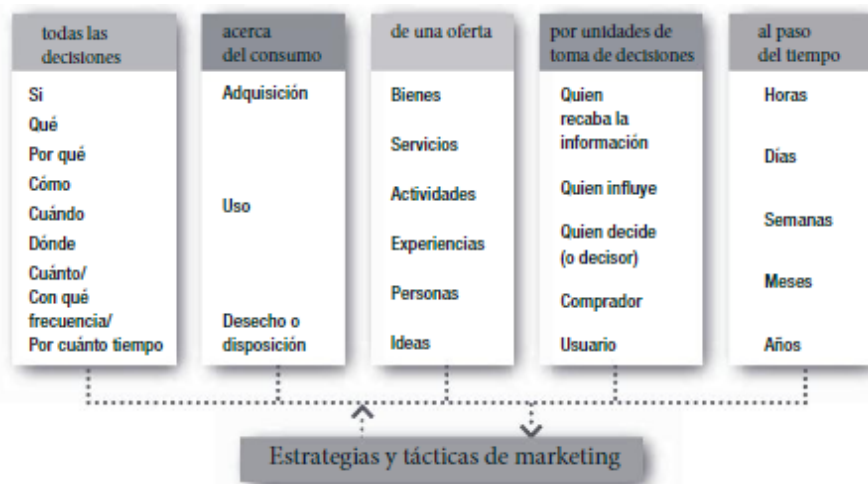 todas las
decisiones
Si
Qué
Por qué
Cómo
Cuándo
Dónde
Cuánto/
Con qué
frecuencia/
Por cuánto tiempo
acerca
del consumo
Adquisición
Uso
Desecho o
disposición
de una oferta
Bienes
Servicios
Actividades
Experiencias
Personas
Ideas
por unidades de
toma de decisiones
Quien
recaba la
información
Quien influye
Quien decide
(o decisor)
Comprador
Usuario
al paso
del tiempo
Horas
Días
Semanas
Meses
Años
Estrategias y tácticas de marketing